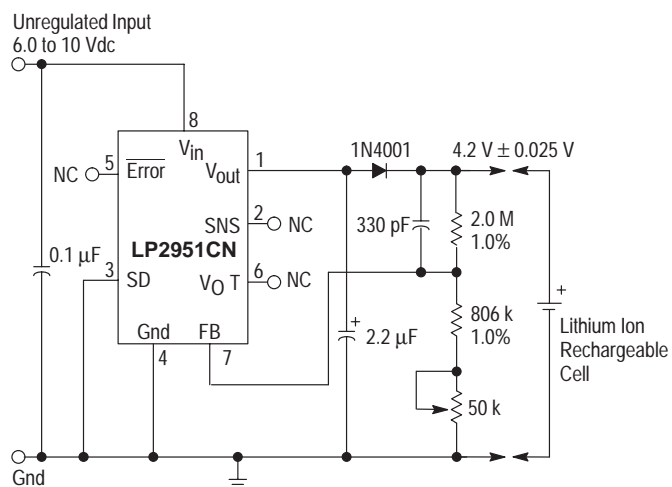 Unregulated Input
6.0 to 10 Vdc
8
Vin
5
Error
NC
Vout
1
1N4001
4.2 V ± 0.025 V
SNS
2
NC
330 pF
2.0 M
1.0%
LP2951CN
0.1 µF
3
SD
VO T
6
NC
806 k
1.0%
Gnd
FB
4
7
2.2 µF
+
+
Lithium Ion
Rechargeable
Cell
50 k
Gnd